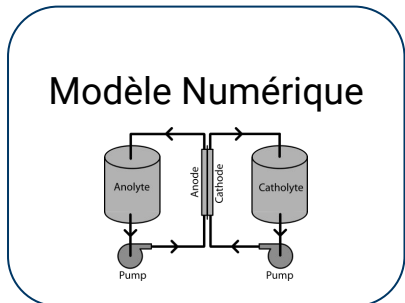 Modèle Numérique
Anolyte
Anode
Cathode
Catholyte
Pump
Pump